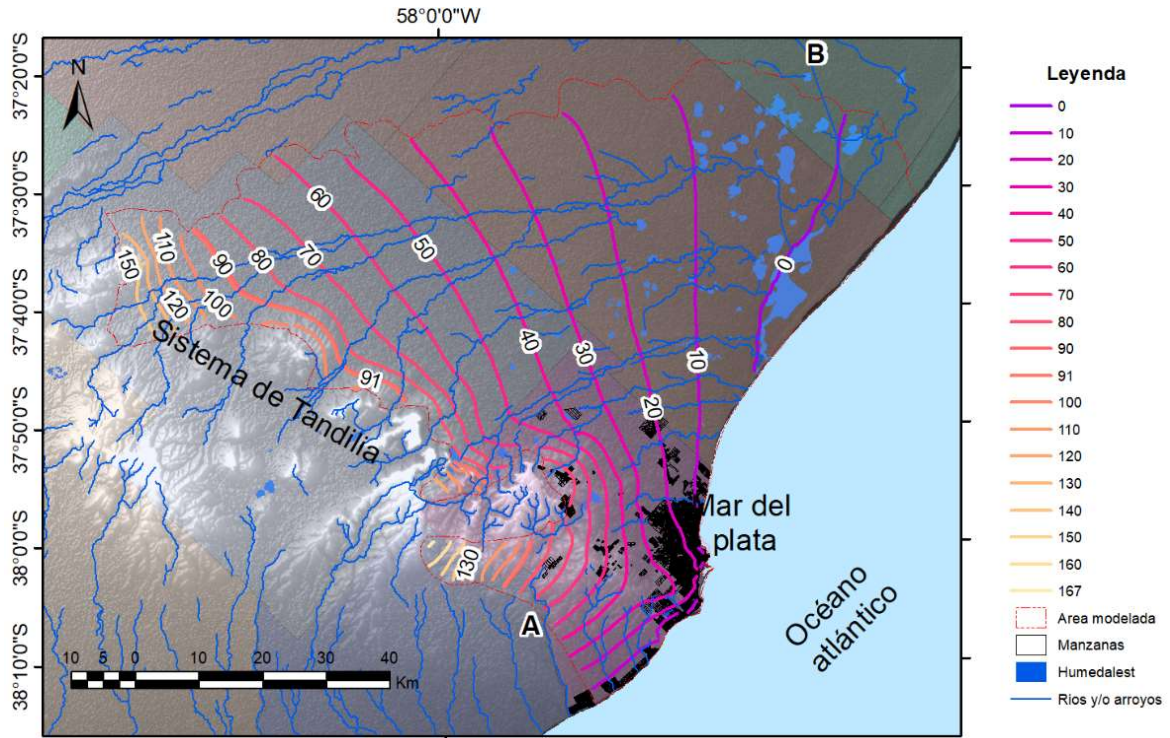 58°0'0"W
37°20'0"S
37°30'0"S
37°40'0"S
37°50'0"S
38°0'0"S
38°10'0"S
N
B
A
150
110
120
100
90
80
70
60
50
40
30
20
10
0
91
130
Sistema de Tandilia
Mar del
plata
Océano
atlántico
10 5 0 10 20 30 40
Km
Leyenda
0
10
20
30
40
50
60
70
80
90
91
100
110
120
130
140
150
160
167
Area modelada
Manzanas
Humedalest
Rios y/o arroyos